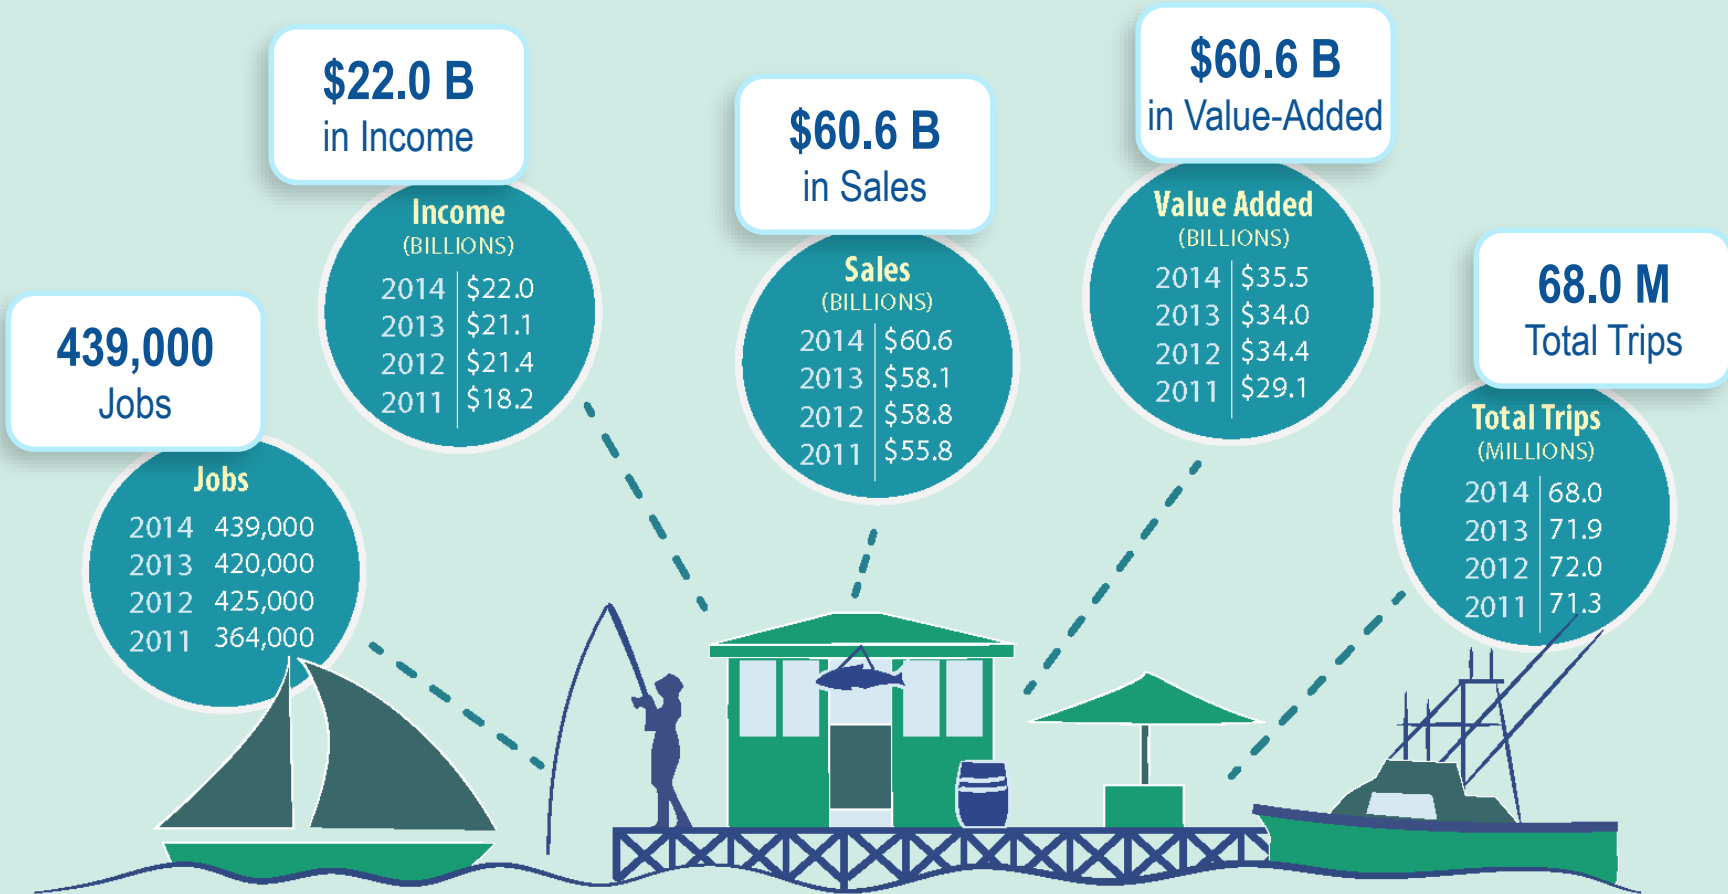 $22.0 B
in Income
Income
(BILLIONS)
2014 $22.0
2013 $21.1
2012 $21.4
2011 $18.2
439,000
Jobs
Jobs
2014 439,000
2013 420,000
2012 425,000
2011 364,000
$60.6 B
in Sales
Sales
(BILLIONS)
2014 $60.6
2013 $58.1
2012 $58.8
2011 $55.8
$60.6 B
in Value-Added
Value Added
(BILLIONS)
2014 $35.5
2013 $34.0
2012 $34.4
2011 $29.1
68.0 M
Total Trips
Total Trips
(MILLIONS)
2014 68.0
2013 71.9
2012 72.0
2011 71.3